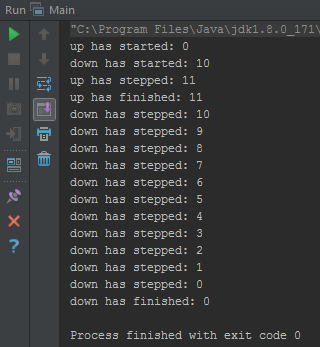 Run Main
"C:\Program Files\Java\jdk1.8.0_171\
up has started: 0
down has started: 10
up has stepped: 11
up has finished: 11
down has stepped: 10
down has stepped: 9
down has stepped: 8
down has stepped: 7
down has stepped: 6
down has stepped: 5
down has stepped: 4
down has stepped: 3
down has stepped: 2
down has stepped: 1
down has stepped: 0
down has finished: 0
Process finished with exit code 0